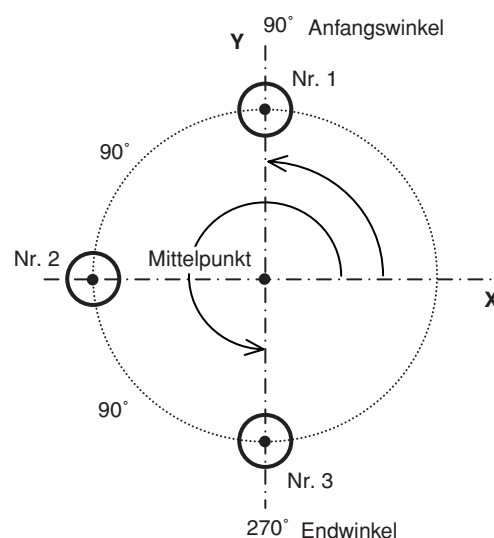 Y
90° Anfangswinkel
Nr. 1
90°
Nr. 2
Mittelpunkt
X
90°
Nr. 3
270° Endwinkel